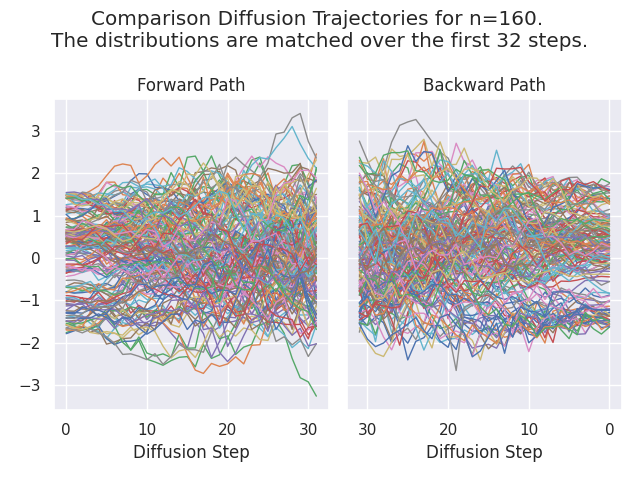 Comparison Diffusion Trajectories for n=160.
The distributions are matched over the first 32 steps.
Forward Path
Backward Path
3
2
1
0
−1
−2
−3
0 10 20 30
30 20 10 0
Diffusion Step
Diffusion Step